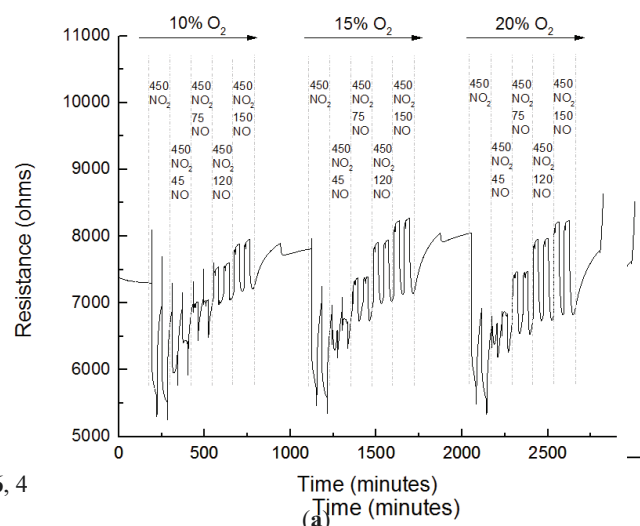 10% O2 15% O2 20% O2
11000
10000
9000
8000
7000
6000
5000
Resistance (ohms)
450 NO2
450 NO2 45 NO
450 NO2 75 NO
450 NO2 120 NO
450 NO2 150 NO
450 NO2
450 NO2 45 NO
450 NO2 75 NO
450 NO2 120 NO
450 NO2 150 NO
450 NO2
450 NO2 45 NO
450 NO2 75 NO
450 NO2 120 NO
450 NO2 150 NO
0 500 1000 1500 2000 2500
Time (minutes)
Time (minutes)
(a)
, 4